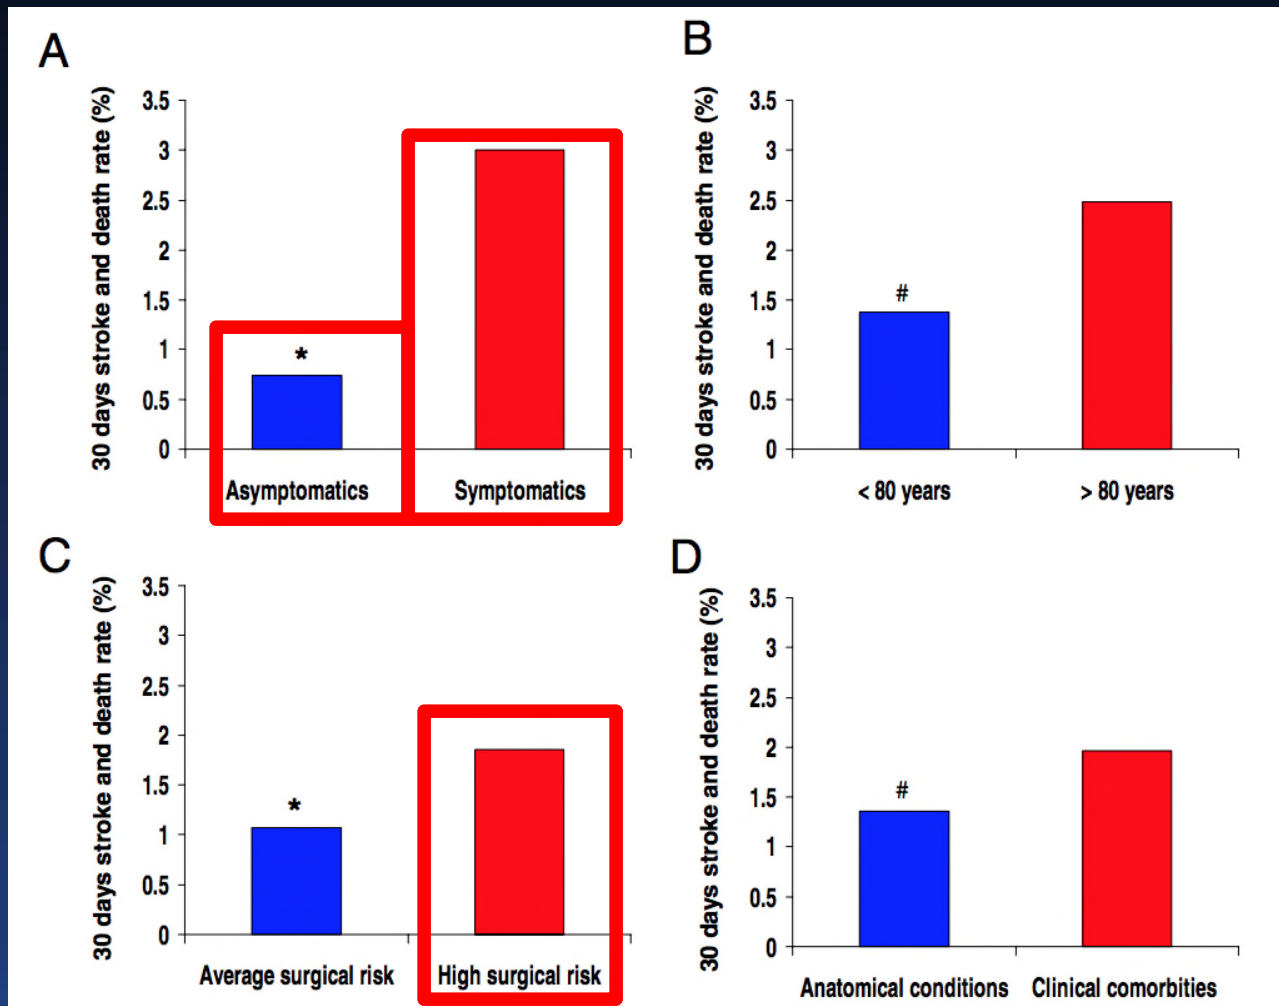 A
30 days stroke and death rate (%)
3.5
3
2.5
2
1.5
1
0.5
0
*
Asymptomatics
Symptomatics
B
30 days stroke and death rate (%)
3.5
3
2.5
2
1.5
1
0.5
0
#
< 80 years
> 80 years
C
30 days stroke and death rate (%)
3.5
3
2.5
2
1.5
1
0.5
0
*
Average surgical risk
High surgical risk
D
30 days stroke and death rate (%)
3.5
3
2.5
2
1.5
1
0.5
0
#
Anatomical conditions
Clinical comorbities